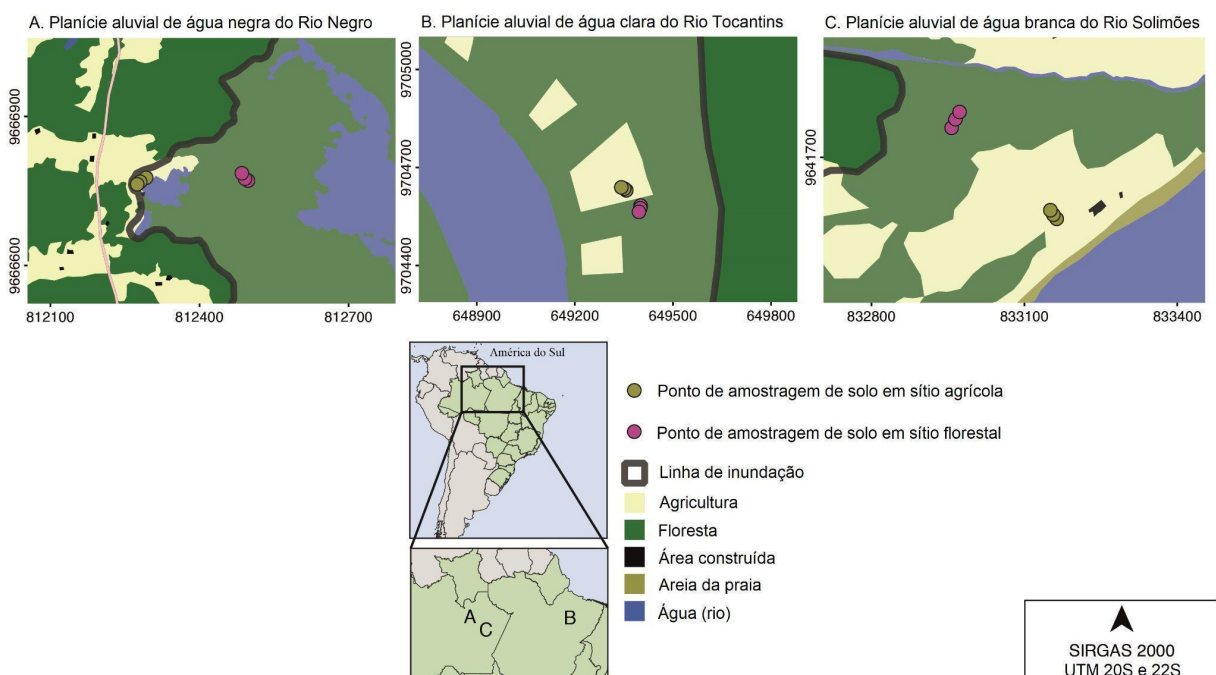 A. Planície aluvial de água negra do Rio Negro
B. Planície aluvial de água clara do Rio Tocantins
C. Planície aluvial de água branca do Rio Solimões
9666900
9666600
812100
812400
812700
9705000
9704700
9704400
648900
649200
649500
649800
9641700
832800
833100
833400
América do Sul
A
C
B
Ponto de amostragem de solo em sítio agrícola
Ponto de amostragem de solo em sítio florestal
Linha de inundação
Agricultura
Floresta
Área construída
Areia da praia
Água (rio)
SIRGAS 2000
UTM 20S e 22S